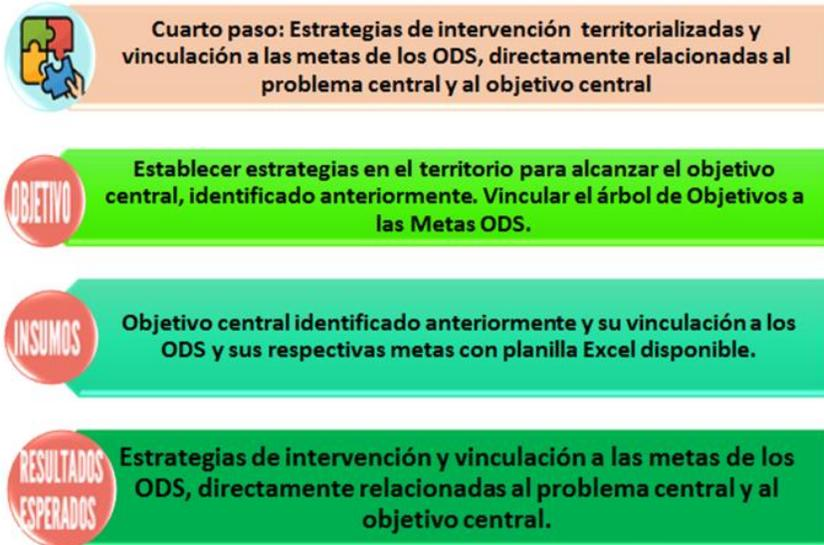 Cuarto paso: Estrategias de intervención territorializadas y
vinculación a las metas de los ODS, directamente relacionadas al
problema central y al objetivo central
OBJETIVO
Establecer estrategias en el territorio para alcanzar el objetivo
central, identificado anteriormente. Vincular el árbol de Objetivos a
las Metas ODS.
INSUMOS
Objetivo central identificado anteriormente y su vinculación a los
ODS y sus respectivas metas con planilla Excel disponible.
RESULTADOS
ESPERADOS
Estrategias de intervención y vinculación a las metas de los
ODS, directamente relacionadas al problema central y al
objetivo central.